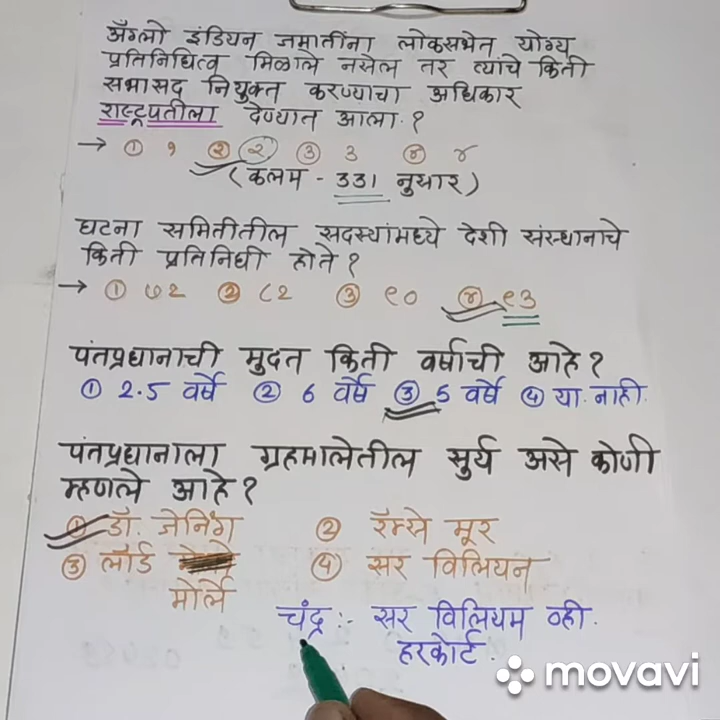 ॲंग्लो इंडियन जमातींना लोकसभेत योग्य
प्रतिनिधित्व मिळाले नसेल तर त्यांचे किती
सभासद नियुक्त करण्याचा अधिकार
राष्ट्रपतीला देण्यात आला.?
→ ① १ ② २ ③ ३ ④ ४
(कलम - 331 नुसार)
घटना समितीतील सदस्यांमध्ये देशी संस्थानाचे
किती प्रतिनिधी होते?
→ ① ७२ ② ८२ ③ ९० ④ ९३
पंतप्रधानाची मुदत किती वर्षाची आहे?
① 2.5 वर्षे ② 6 वर्षे ③ 5 वर्षे ④ या. नाही.
पंतप्रधानाला ग्रहमालेतील सुर्य असे कोणी
म्हणले आहे?
① डॉ. जेनिंग ② रॅम्से मूर
③ लॉर्ड ④ सर विलियन
मोर्ले
चंद्र :- सर विलियम व्ही.
हरकोर्ट.
movavi